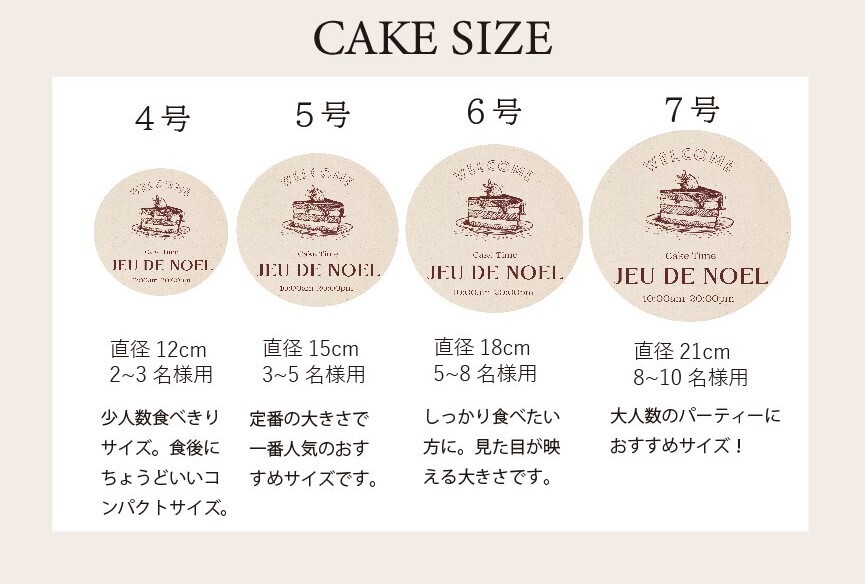 CAKE SIZE
4号
WELCOME
Cake Time
JEU DE NOEL
10:00am-20:00pm
直径 12cm
2~3 名様用
少人数食べきり
サイズ。食後に
ちょうどいいコ
ンパクトサイズ。
5号
WELCOME
Cake Time
JEU DE NOEL
10:00am-20:00pm
直径 15cm
3~5 名様用
定番の大きさで
一番人気のおす
すめサイズです。
6号
WELCOME
Cake Time
JEU DE NOEL
10:00am-20:00pm
直径 18cm
5~8 名様用
しっかり食べたい
方に。見た目が映
える大きさです。
7号
WELCOME
Cake Time
JEU DE NOEL
10:00am-20:00pm
直径 21cm
8~10 名様用
大人数のパーティーに
おすすめサイズ！